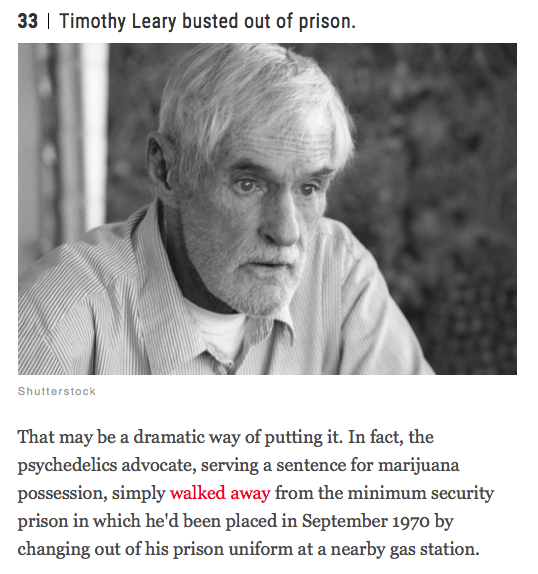 33 | Timothy Leary busted out of prison.
Shutterstock
That may be a dramatic way of putting it. In fact, the
psychedelics advocate, serving a sentence for marijuana
possession, simply walked away from the minimum security
prison in which he'd been placed in September 1970 by
changing out of his prison uniform at a nearby gas station.